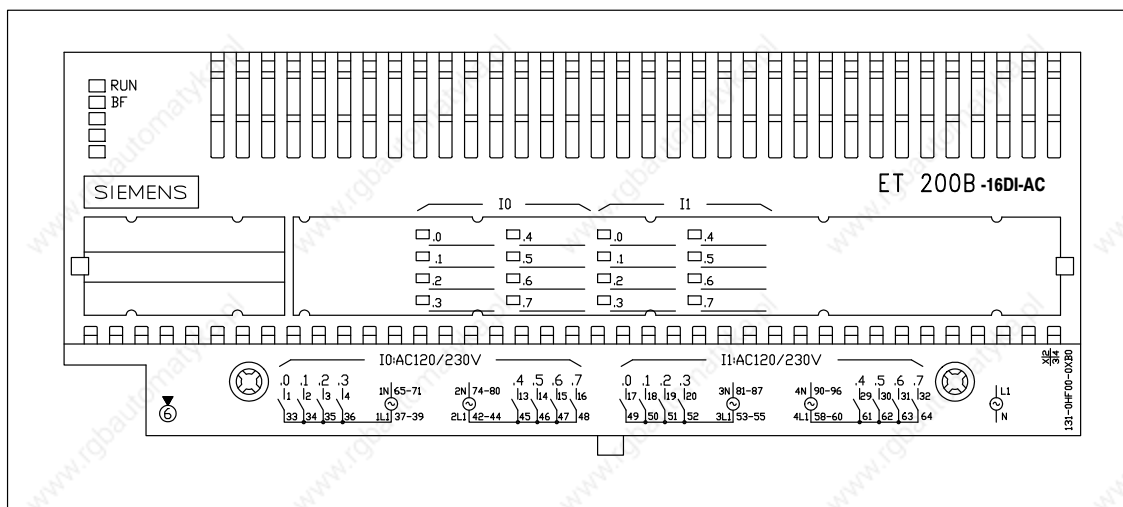 RUN
BF
SIEMENS
ET 200B -16DI-AC
I0 I1
.0 .4 .0 .4
.1 .5 .1 .5
.2 .6 .2 .6
.3 .7 .3 .7
I0:AC120/230V I1:AC120/230V
.0 .1 .2 .3 .4 .5 .6 .7 .0 .1 .2 .3 .4 .5 .6 .7
1 2 3 4 1N 65-71 2N 74-80 13 14 15 16 17 18 19 20 3N 81-87 4N 90-96 29 30 31 32 L1
33 34 35 36 1L1 37-39 2L1 42-44 45 46 47 48 49 50 51 52 3L1 53-55 4L1 58-60 61 62 63 64 N
6
X 2
3 4
131-0HF00-0XB0
www.rgbautomatyka.pl